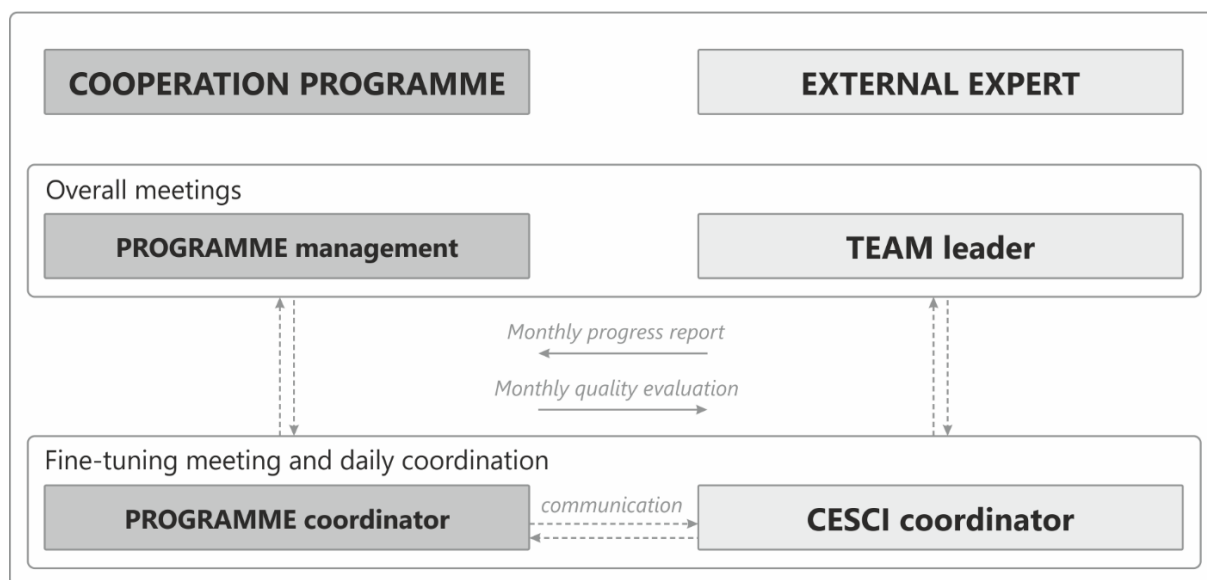 COOPERATION PROGRAMME
EXTERNAL EXPERT
Overall meetings
PROGRAMME management
TEAM leader
Monthly progress report
Monthly quality evaluation
Fine-tuning meeting and daily coordination
PROGRAMME coordinator
communication
CESCI coordinator